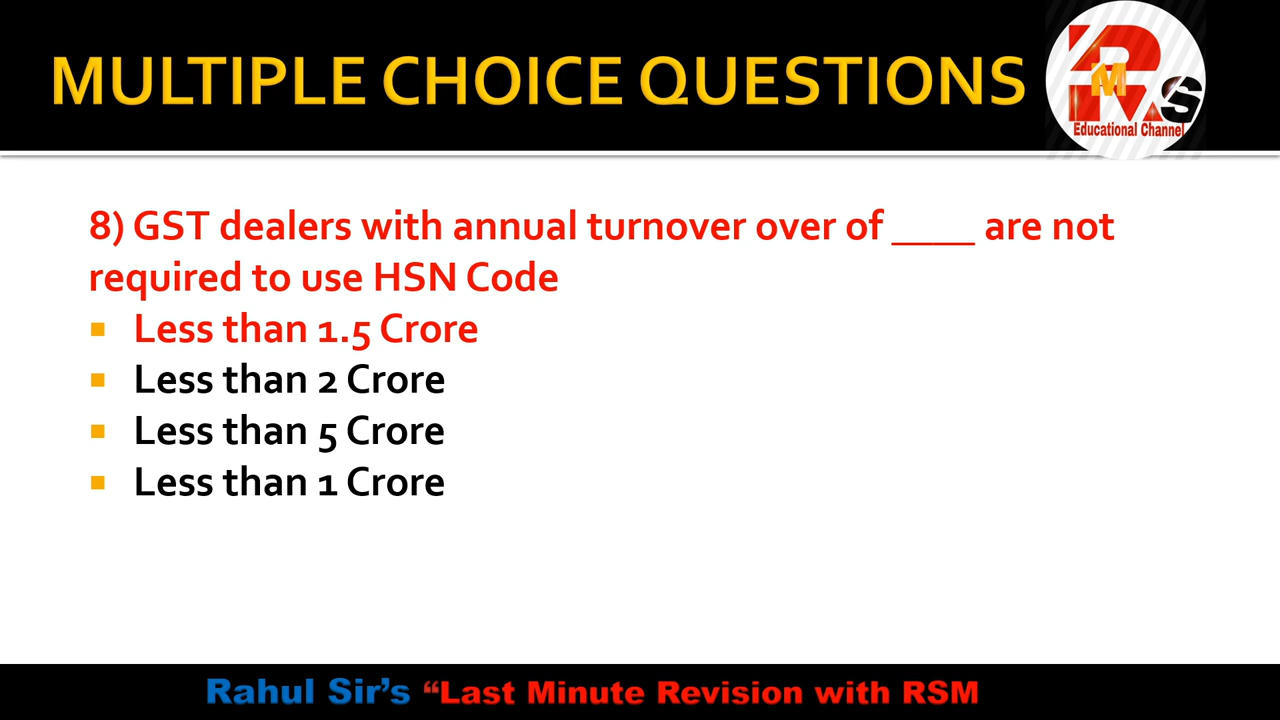 MULTIPLE CHOICE QUESTIONS
R M S
Educational Channel
8) GST dealers with annual turnover over of ____ are not
required to use HSN Code
Less than 1.5 Crore
Less than 2 Crore
Less than 5 Crore
Less than 1 Crore
Rahul Sir's “Last Minute Revision with RSM